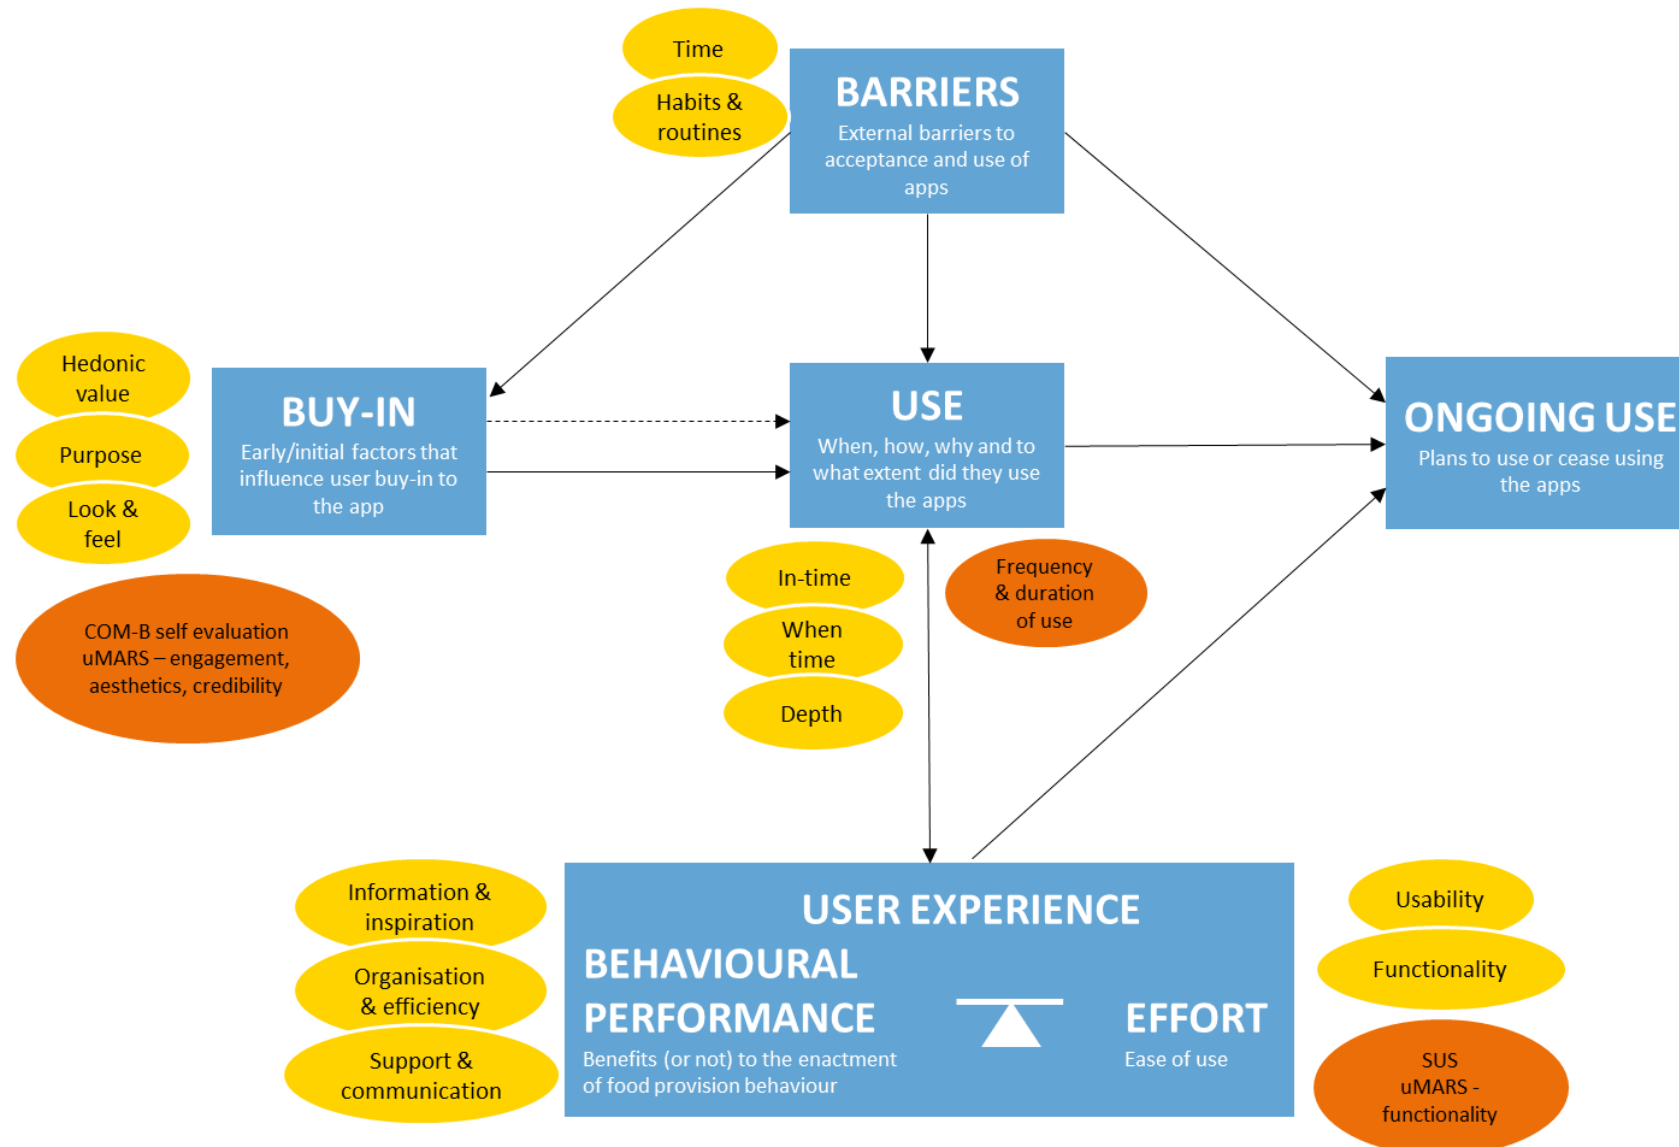 Time
Habits &
routines
BARRIERS
External barriers to
acceptance and use of
apps
Hedonic
value
Purpose
Look &
feel
BUY-IN
Early/initial factors that
influence user buy-in to
the app
COM-B self evaluation
uMARS – engagement,
aesthetics, credibility
USE
When, how, why and to
what extent did they use
the apps
In-time
When
time
Depth
Frequency
& duration
of use
ONGOING USE
Plans to use or cease using
the apps
Information &
inspiration
Organisation
& efficiency
Support &
communication
USER EXPERIENCE
BEHAVIOURAL
PERFORMANCE
Benefits (or not) to the enactment
of food provision behaviour
EFFORT
Ease of use
Usability
Functionality
SUS
uMARS -
functionality